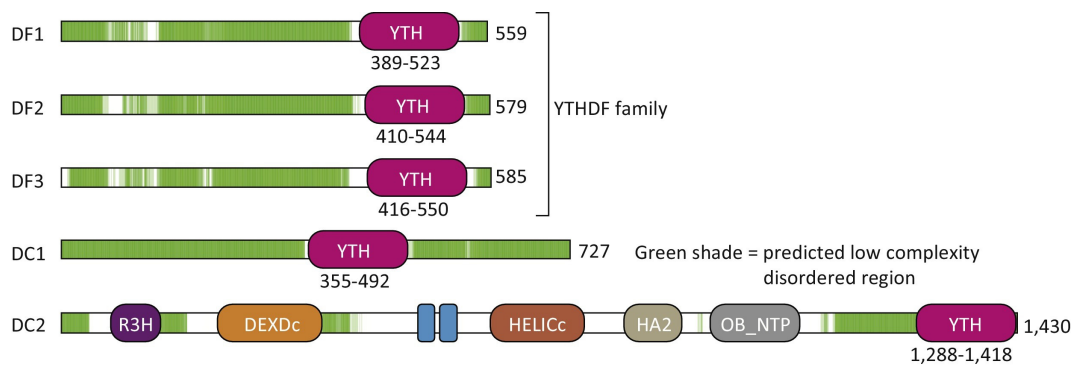 DF1 YTH 559
389-523
DF2 YTH 579
410-544
YTHDF family
DF3 YTH 585
416-550
DC1 YTH 727
355-492
Green shade = predicted low complexity
disordered region
DC2 R3H DEXDc HELICc HA2 OB_NTP YTH 1,430
1,288-1,418